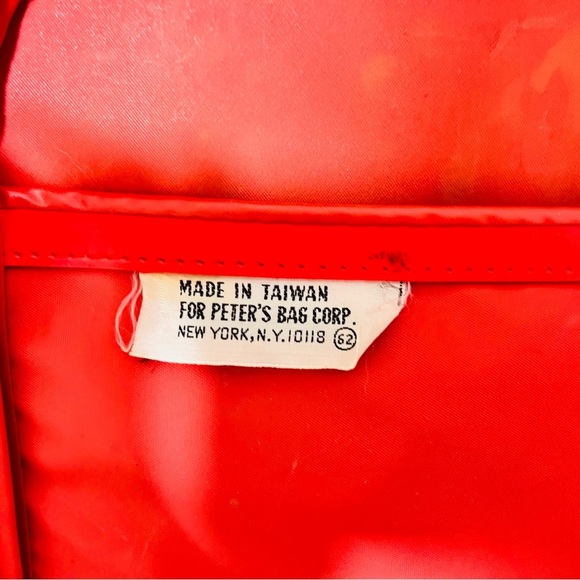 MADE IN TAIWAN
FOR PETER'S BAG CORP.
NEW YORK, N.Y. 10118 62